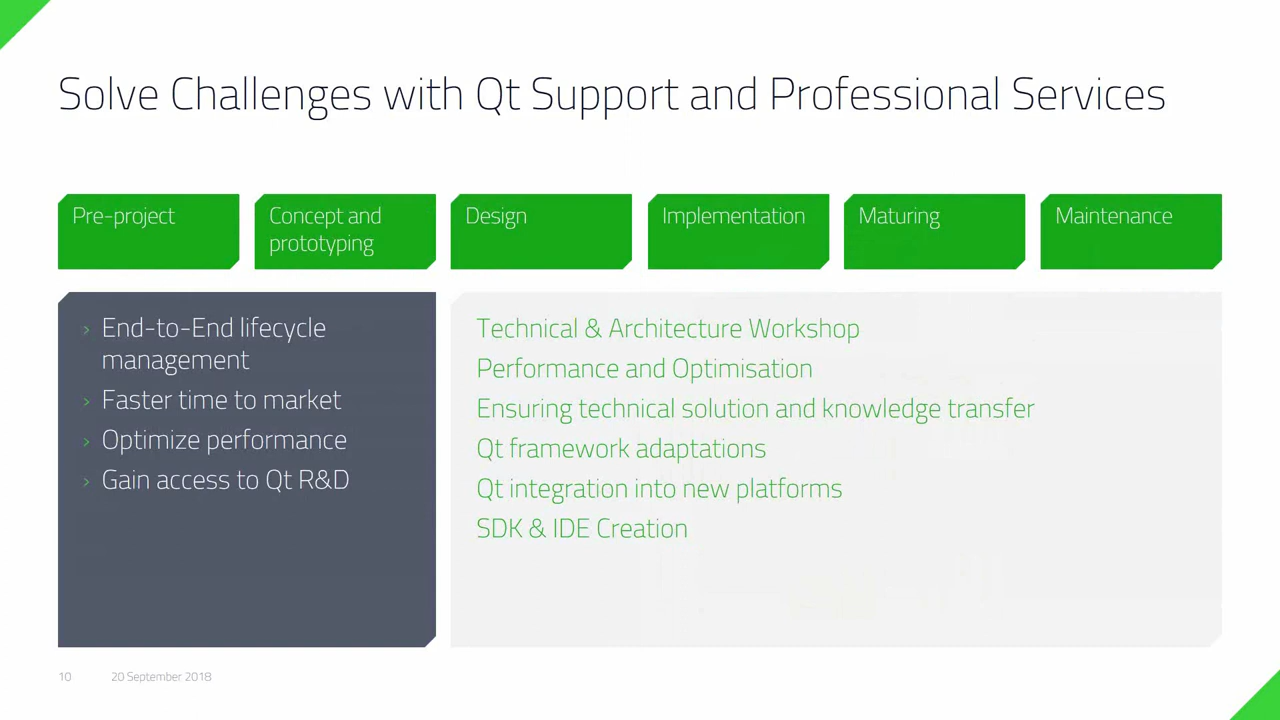 Solve Challenges with Qt Support and Professional Services
Pre-project
Concept and
prototyping
Design
Implementation
Maturing
Maintenance
› End-to-End lifecycle
management
› Faster time to market
› Optimize performance
› Gain access to Qt R&D
Technical & Architecture Workshop
Performance and Optimisation
Ensuring technical solution and knowledge transfer
Qt framework adaptations
Qt integration into new platforms
SDK & IDE Creation
10 20 September 2018